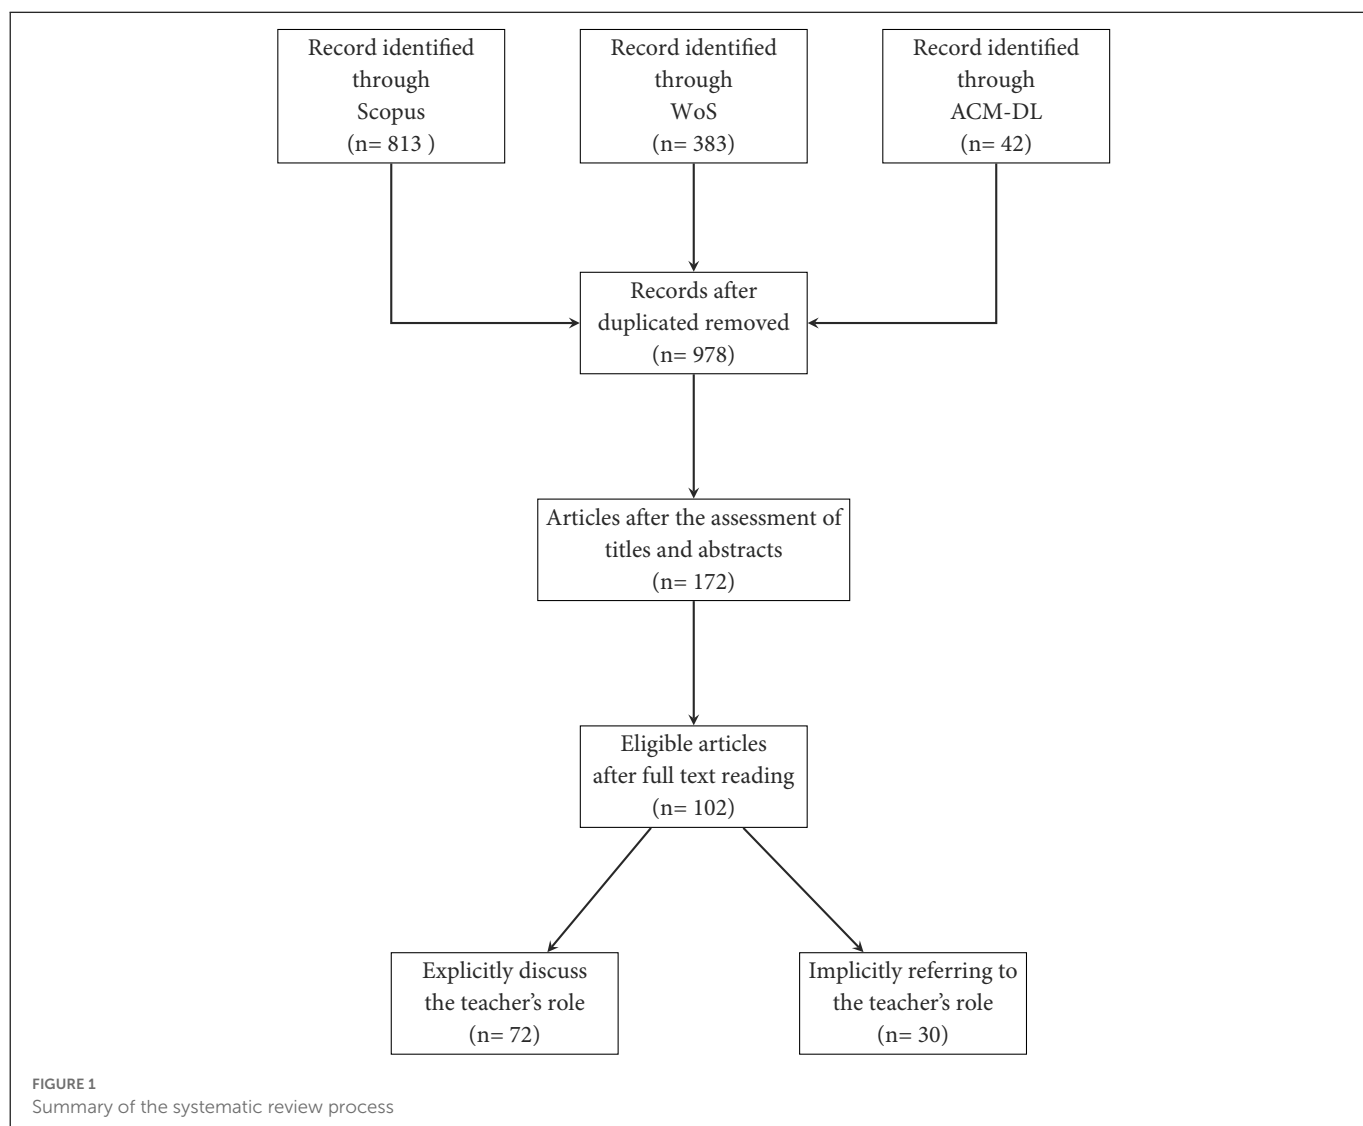 Record identified
through
Scopus
(n= 813 )
Record identified
through
WoS
(n= 383)
Record identified
through
ACM-DL
(n= 42)
Records after
duplicated removed
(n= 978)
Articles after the assessment of
titles and abstracts
(n= 172)
Eligible articles
after full text reading
(n= 102)
Explicitly discuss
the teacher’s role
(n= 72)
Implicitly referring to
the teacher’s role
(n= 30)
FIGURE 1
Summary of the systematic review process